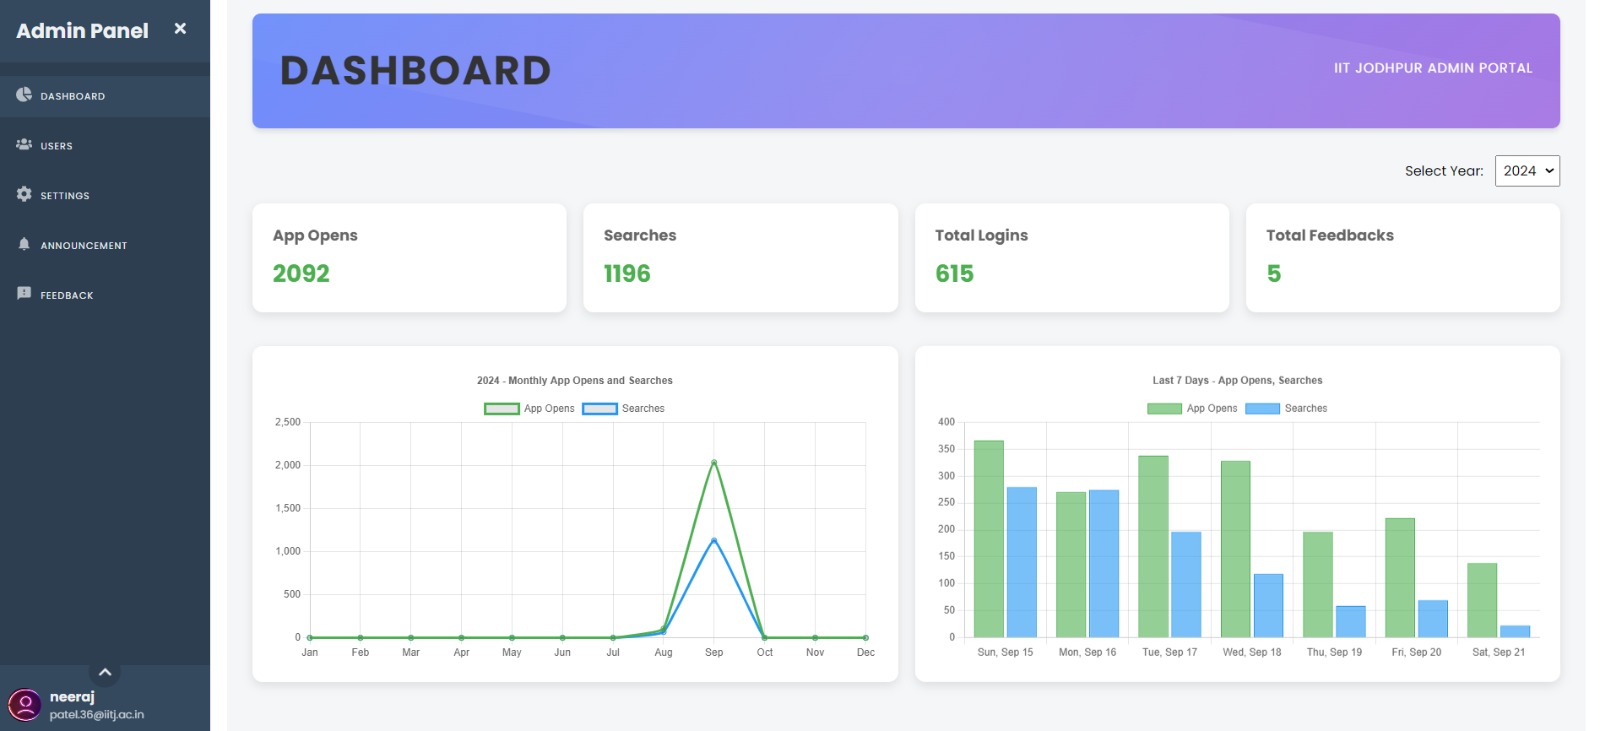 Admin Panel ×
DASHBOARD
USERS
SETTINGS
ANNOUNCEMENT
FEEDBACK
neeraj
patel.36@iitj.ac.in
DASHBOARD
IIT JODHPUR ADMIN PORTAL
Select Year: 2024
App Opens
2092
Searches
1196
Total Logins
615
Total Feedbacks
5
2024 - Monthly App Opens and Searches
App Opens Searches
2,500
2,000
1,500
1,000
500
0
Jan Feb Mar Apr May Jun Jul Aug Sep Oct Nov Dec
Last 7 Days - App Opens, Searches
App Opens Searches
400
350
300
250
200
150
100
50
0
Sun, Sep 15 Mon, Sep 16 Tue, Sep 17 Wed, Sep 18 Thu, Sep 19 Fri, Sep 20 Sat, Sep 21